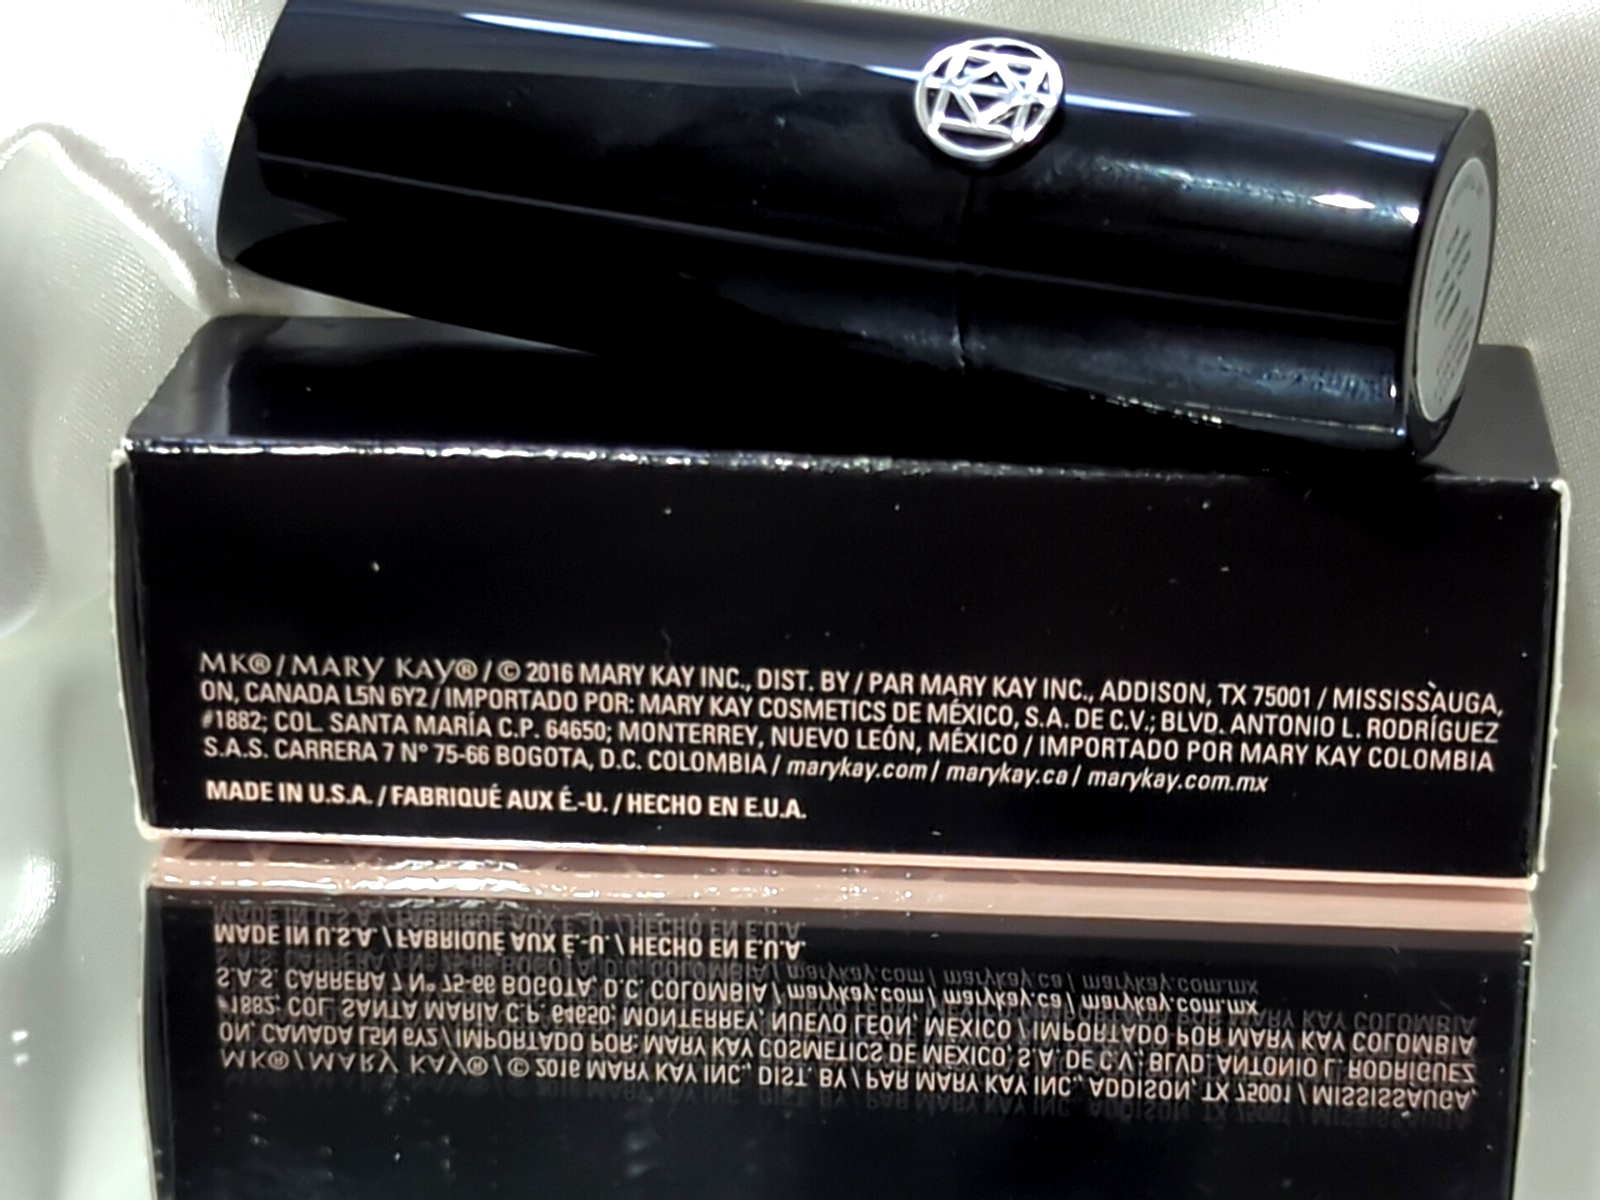 MK®/MARY KAY®/© 2016 MARY KAY INC., DIST. BY / PAR MARY KAY INC., ADDISON, TX 75001 / MISSISSAUGA,
ON, CANADA L5N 6Y2 / IMPORTADO POR: MARY KAY COSMETICS DE MÉXICO, S.A. DE C.V.; BLVD. ANTONIO L. RODRÍGUEZ
#1882; COL. SANTA MARÍA C.P. 64650; MONTERREY, NUEVO LEÓN, MÉXICO / IMPORTADO POR MARY KAY COLOMBIA
S.A.S. CARRERA 7 N° 75-66 BOGOTA, D.C. COLOMBIA / marykay.com / marykay.ca / marykay.com.mx
MADE IN U.S.A. / FABRIQUÉ AUX É.-U. / HECHO EN E.U.A.